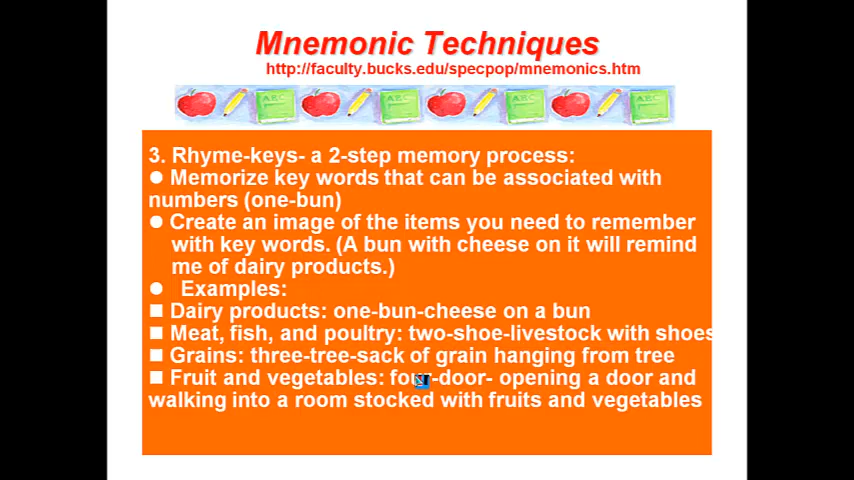 Mnemonic Techniques
http://faculty.bucks.edu/specpop/mnemonics.htm
ABC ABC ABC ABC
3. Rhyme-keys- a 2-step memory process:
● Memorize key words that can be associated with
numbers (one-bun)
● Create an image of the items you need to remember
with key words. (A bun with cheese on it will remind
me of dairy products.)
● Examples:
■ Dairy products: one-bun-cheese on a bun
■ Meat, fish, and poultry: two-shoe-livestock with shoes
■ Grains: three-tree-sack of grain hanging from tree
■ Fruit and vegetables: four-door- opening a door and
walking into a room stocked with fruits and vegetables